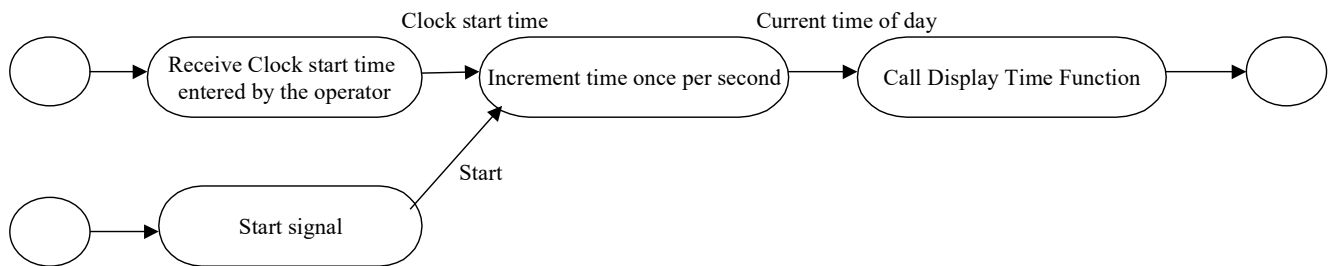 Clock start time
Current time of day
Receive Clock start time
entered by the operator
Increment time once per second
Call Display Time Function
Start
Start signal